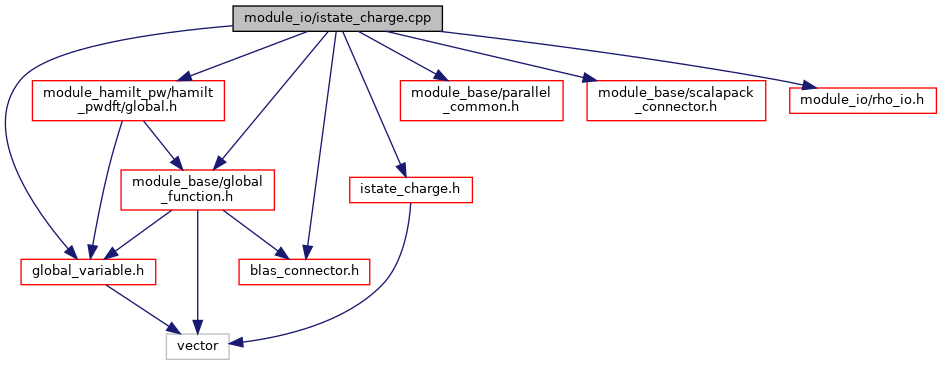 module_io/istate_charge.cpp
module_hamilt_pw/hamilt
_pwdft/global.h
module_base/parallel
_common.h
module_base/scalapack
_connector.h
module_io/rho_io.h
module_base/global
_function.h
istate_charge.h
global_variable.h
blas_connector.h
vector